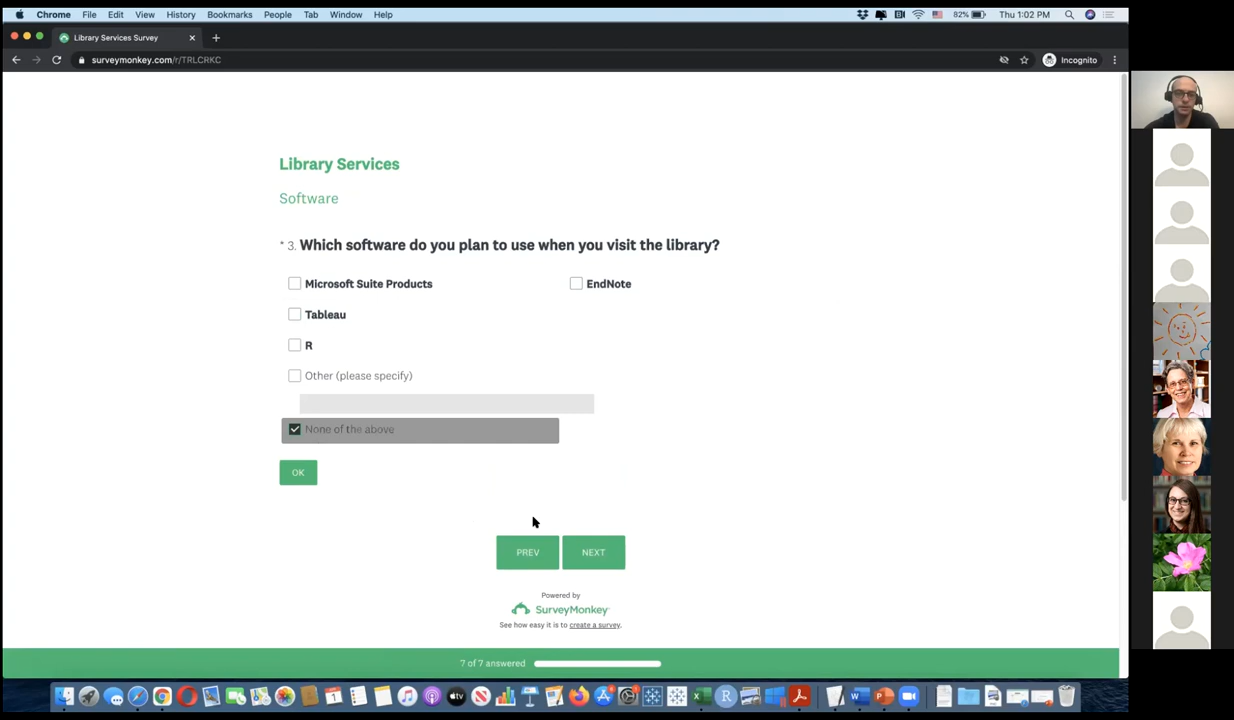 Chrome File Edit View History Bookmarks People Tab Window Help 82% Thu 1:02 PM
Library Services Survey
surveymonkey.com/r/TRLCRKC Incognito
Library Services
Software
* 3. Which software do you plan to use when you visit the library?
Microsoft Suite Products EndNote
Tableau
R
Other (please specify)
None of the above
OK
PREV NEXT
Powered by
SurveyMonkey
See how easy it is to create a survey.
7 of 7 answered